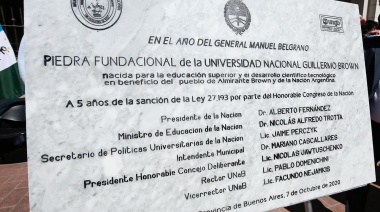 EN EL AÑO DEL GENERAL MANUEL BELGRANO
PIEDRA FUNDACIONAL de la UNIVERSIDAD NACIONAL GUILLERMO BROWN
nacida para la educación superior y el desarrollo científico tecnológico
en beneficio del pueblo de Almirante Brown y de la Nación Argentina.
A 5 años de la sanción de la Ley 27.193 por parte del Honorable Congreso de la Nación
Presidente de la Nación Dr. ALBERTO FERNÁNDEZ
Ministro de Educación de la Nación Dr. NICOLÁS ALFREDO TROTTA
Secretario de Políticas Universitarias de la Nación Lic. JAIME PERCZYK
Intendente Municipal Dr. MARIANO CASCALLARES
Presidente Honorable Concejo Deliberante Lic. NICOLÁS JAWTUSCHENKO
Rector UNaB Lic. PABLO DOMENICHINI
Vicerrector UNaB Lic. FACUNDO NEJAMKIS
Provincia de Buenos Aires, 7 de Octubre de 2020